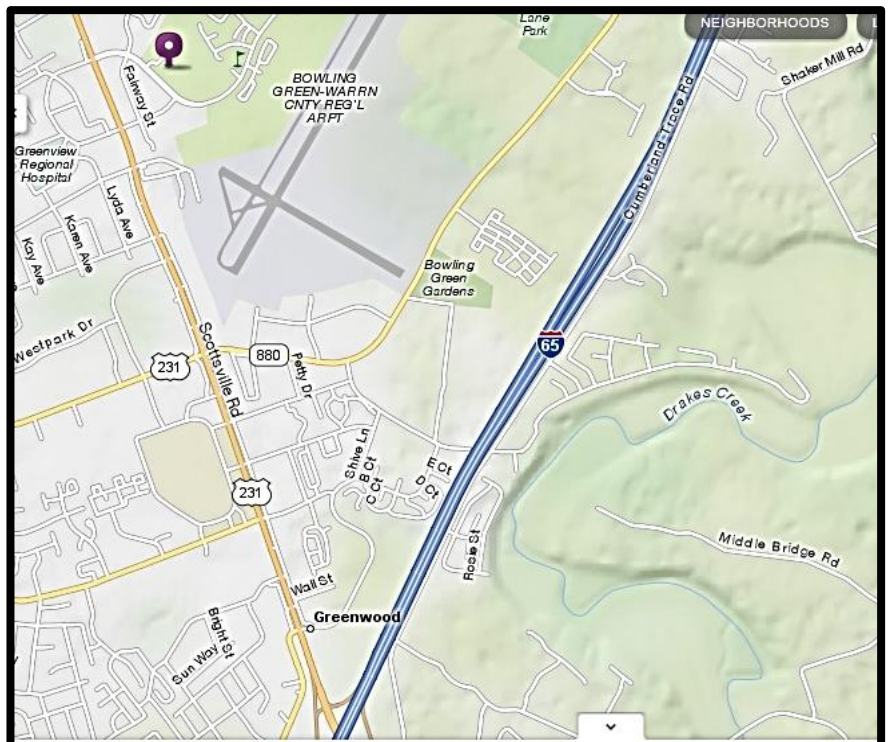 NEIGHBORHOODS
L
Lane
Park
Shaker Mill Rd
Fairway St
BOWLING
GREEN-WARRN
CNTY REG'L
ARPT
Cumberland Trace Rd
Greenview
Regional
Hospital
Lyda Ave
Karen Ave
Kay Ave
Bowling
Green
Gardens
Westpark Dr
Scottsville Rd
231
880
Petty Dr
65
Drakes Creek
Shive Ln
B Ct
C Ct
E Ct
D Ct
231
Rosie St
Middle Bridge Rd
Wall St
Greenwood
Bright St
Sun Way